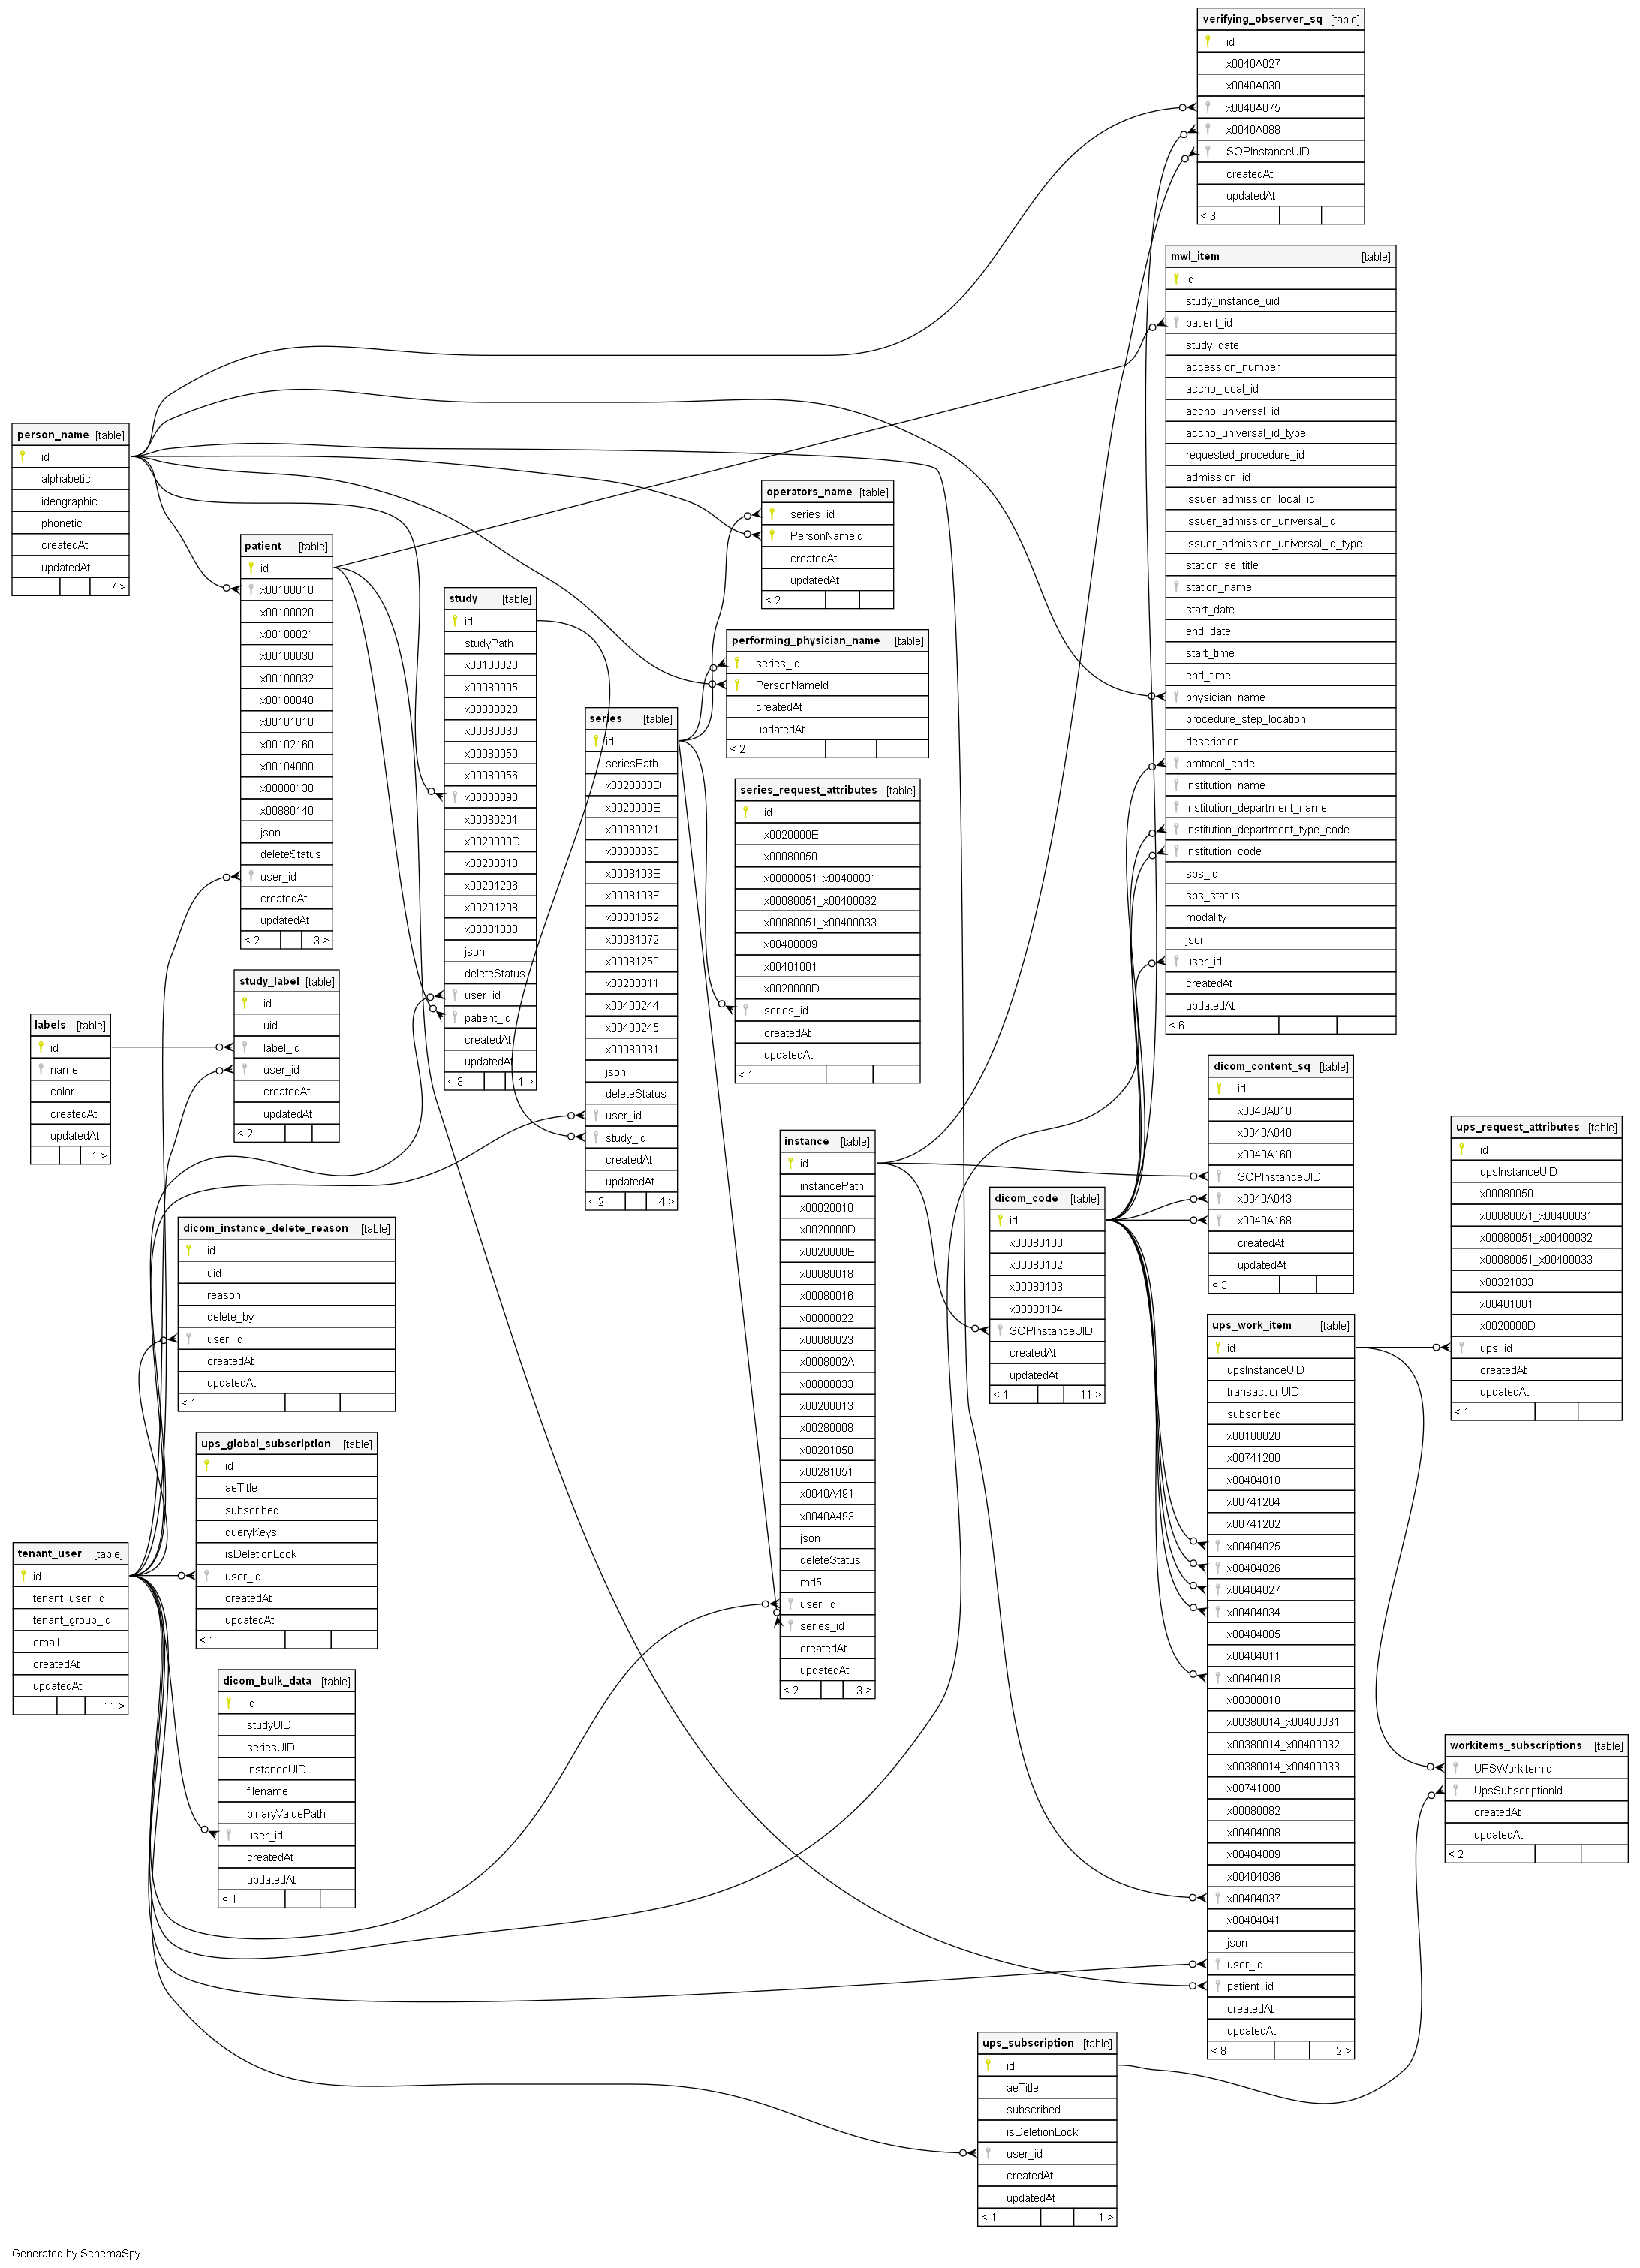 verifying_observer_sq [table]
id
x0040A027
x0040A030
x0040A075
x0040A088
SOPInstanceUID
createdAt
updatedAt
< 3
mwl_item [table]
id
study_instance_uid
patient_id
study_date
accession_number
accno_local_id
accno_universal_id
accno_universal_id_type
requested_procedure_id
admission_id
issuer_admission_local_id
issuer_admission_universal_id
issuer_admission_universal_id_type
station_ae_title
station_name
start_date
end_date
start_time
end_time
physician_name
procedure_step_location
description
protocol_code
institution_name
institution_department_name
institution_department_type_code
institution_code
sps_id
sps_status
modality
json
user_id
createdAt
updatedAt
< 6
person_name [table]
id
alphabetic
ideographic
phonetic
createdAt
updatedAt
7 >
operators_name [table]
series_id
PersonNameId
createdAt
updatedAt
< 2
patient [table]
id
x00100010
x00100020
x00100021
x00100030
x00100032
x00100040
x00101010
x00102160
x00104000
x00880130
x00880140
json
deleteStatus
user_id
createdAt
updatedAt
< 2 3 >
study [table]
id
studyPath
x00100020
x00080005
x00080020
x00080030
x00080050
x00080056
x00080090
x00080201
x0020000D
x00200010
x00201206
x00201208
x00081030
json
deleteStatus
user_id
patient_id
createdAt
updatedAt
< 3 1 >
performing_physician_name [table]
series_id
PersonNameId
createdAt
updatedAt
< 2
series [table]
id
seriesPath
x0020000D
x0020000E
x00080021
x00080060
x0008103E
x0008103F
x00081052
x00081072
x00081250
x00200011
x00400244
x00400245
x00080031
json
deleteStatus
user_id
study_id
createdAt
updatedAt
< 2 4 >
series_request_attributes [table]
id
x0020000E
x00080050
x00080051_x00400031
x00080051_x00400032
x00080051_x00400033
x00400009
x00401001
x0020000D
series_id
createdAt
updatedAt
< 1
study_label [table]
id
uid
label_id
user_id
createdAt
updatedAt
< 2
labels [table]
id
name
color
createdAt
updatedAt
1 >
dicom_content_sq [table]
id
x0040A010
x0040A040
x0040A160
SOPInstanceUID
x0040A043
x0040A168
createdAt
updatedAt
< 3
ups_request_attributes [table]
id
upsInstanceUID
x00080050
x00080051_x00400031
x00080051_x00400032
x00080051_x00400033
x00321033
x00401001
x0020000D
ups_id
createdAt
updatedAt
< 1
instance [table]
id
instancePath
x00020010
x0020000D
x0020000E
x00080018
x00080016
x00080022
x00080023
x0008002A
x00080033
x00200013
x00280008
x00281050
x00281051
x0040A491
x0040A493
json
deleteStatus
md5
user_id
series_id
createdAt
updatedAt
< 2 3 >
dicom_code [table]
id
x00080100
x00080102
x00080103
x00080104
SOPInstanceUID
createdAt
updatedAt
< 1 11 >
dicom_instance_delete_reason [table]
id
uid
reason
delete_by
user_id
createdAt
updatedAt
< 1
ups_work_item [table]
id
upsInstanceUID
transactionUID
subscribed
x00100020
x00741200
x00404010
x00741204
x00741202
x00404025
x00404026
x00404027
x00404034
x00404005
x00404011
x00404018
x00380010
x00380014_x00400031
x00380014_x00400032
x00380014_x00400033
x00741000
x00080082
x00404008
x00404009
x00404036
x00404037
x00404041
json
user_id
patient_id
createdAt
updatedAt
< 8 2 >
ups_global_subscription [table]
id
aeTitle
subscribed
queryKeys
isDeletionLock
user_id
createdAt
updatedAt
< 1
tenant_user [table]
id
tenant_user_id
tenant_group_id
email
createdAt
updatedAt
11 >
dicom_bulk_data [table]
id
studyUID
seriesUID
instanceUID
filename
binaryValuePath
user_id
createdAt
updatedAt
< 1
workitems_subscriptions [table]
UPSWorkItemId
UpsSubscriptionId
createdAt
updatedAt
< 2
ups_subscription [table]
id
aeTitle
subscribed
isDeletionLock
user_id
createdAt
updatedAt
< 1 1 >
Generated by SchemaSpy